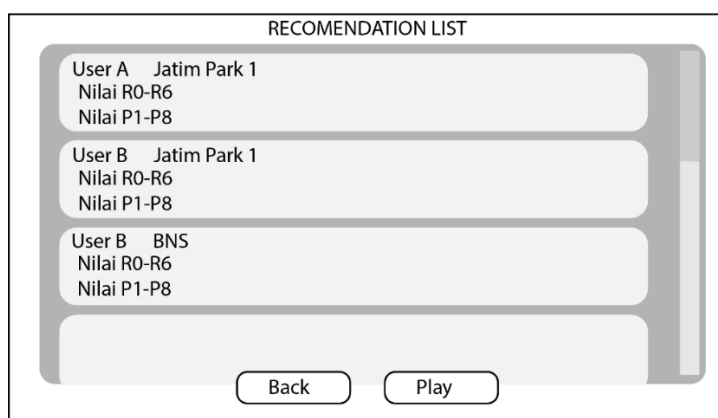 RECOMENDATION LIST
User A Jatim Park 1
Nilai R0-R6
Nilai P1-P8
User B Jatim Park 1
Nilai R0-R6
Nilai P1-P8
User B BNS
Nilai R0-R6
Nilai P1-P8
Back Play